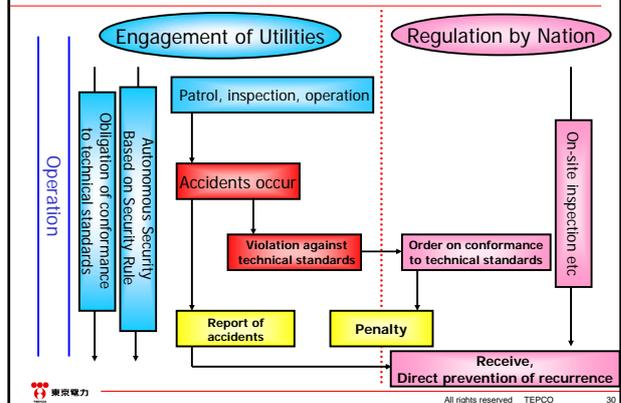 Engagement of Utilities
Regulation by Nation
Operation
Obligation of conformance
to technical standards
Autonomous Security
Based on Security Rule
Patrol, inspection, operation
Accidents occur
Violation against
technical standards
Order on conformance
to technical standards
On-site inspection etc
Report of
accidents
Penalty
Receive,
Direct prevention of recurrence
TEPCO
東京電力
All rights reserved TEPCO
30